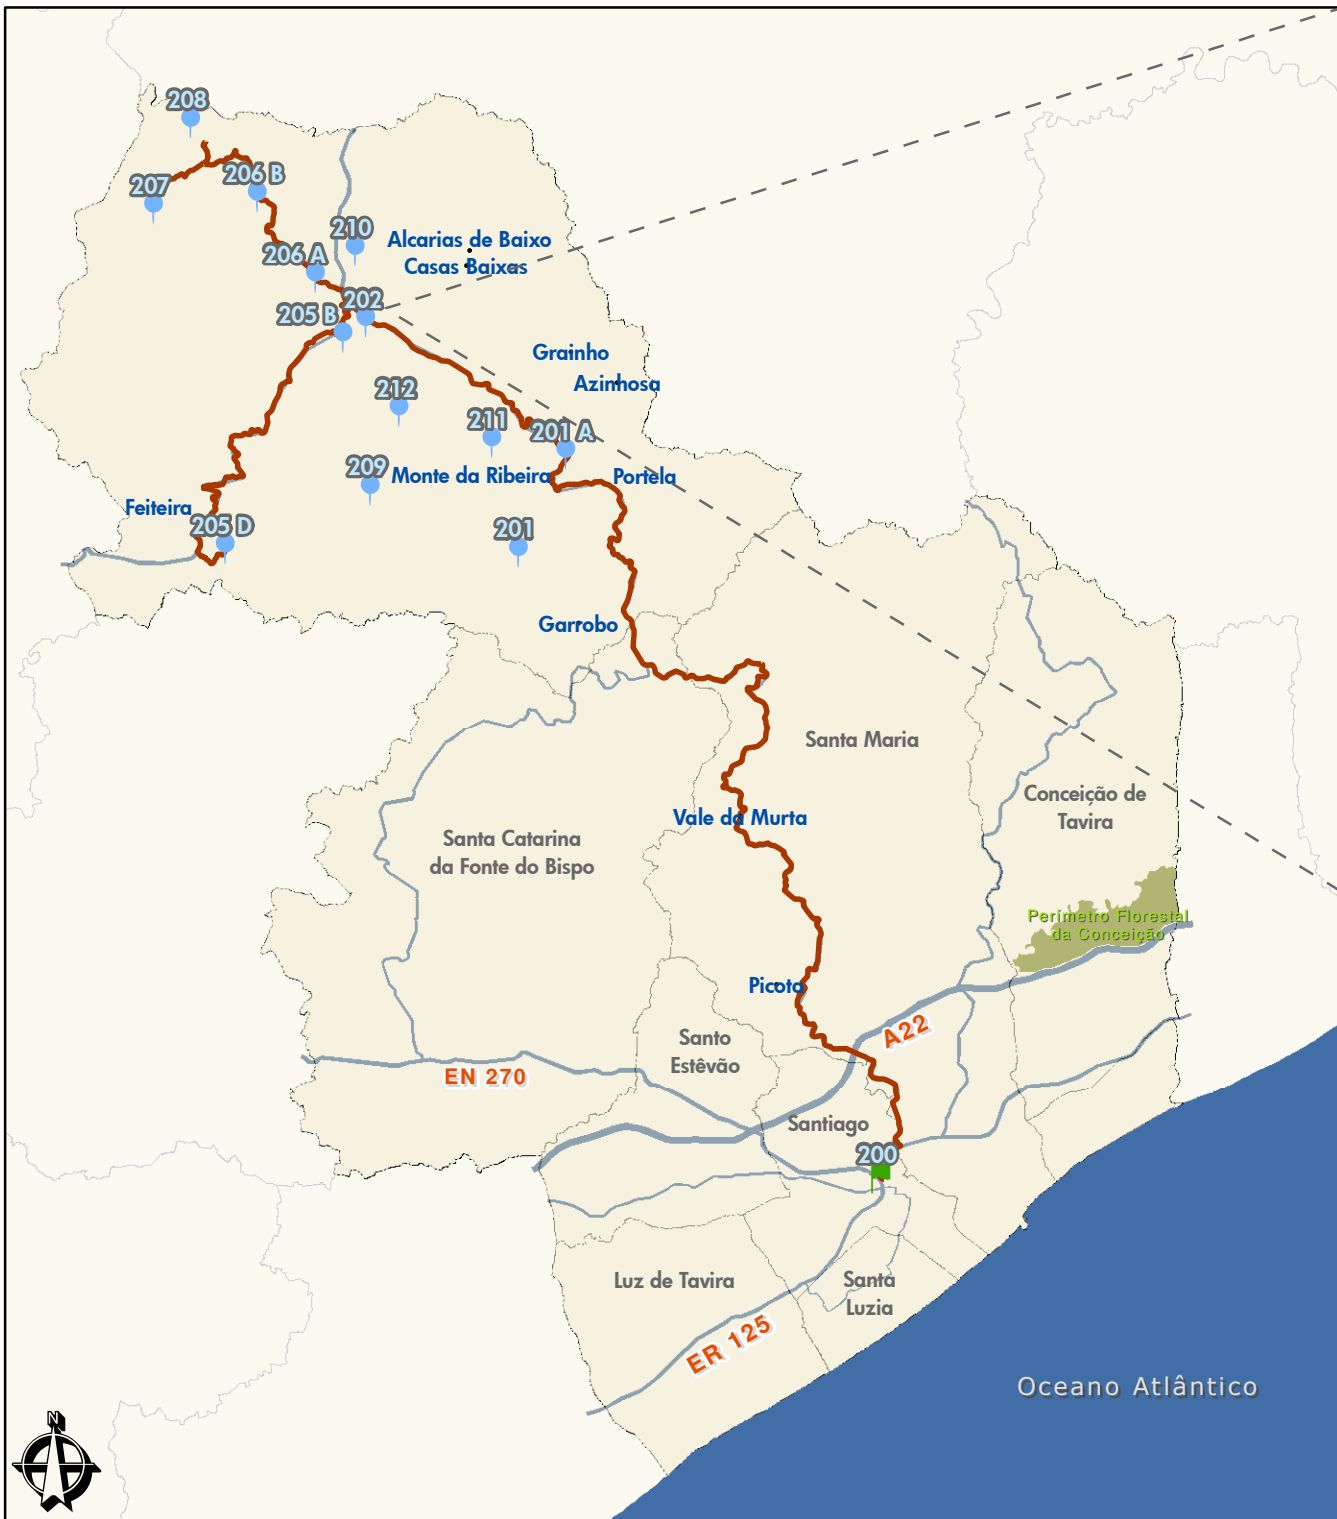 208
206 B
207
210
Alcarias de Baixo
206 A
Casas Baixas
202
205 B
Grainho
Azinhosa
212
211
201 A
209
Monte da Ribeira
Portela
Feiteira
205 D
201
Garrobo
Santa Maria
Conceição de
Tavira
Vale da Murta
Santa Catarina
da Fonte do Bispo
Perímetro Florestal
da Conceição
Picota
A22
Santo
Estêvão
EN 270
Santiago
200
Luz de Tavira
Santa
Luzia
ER 125
Oceano Atlântico
N